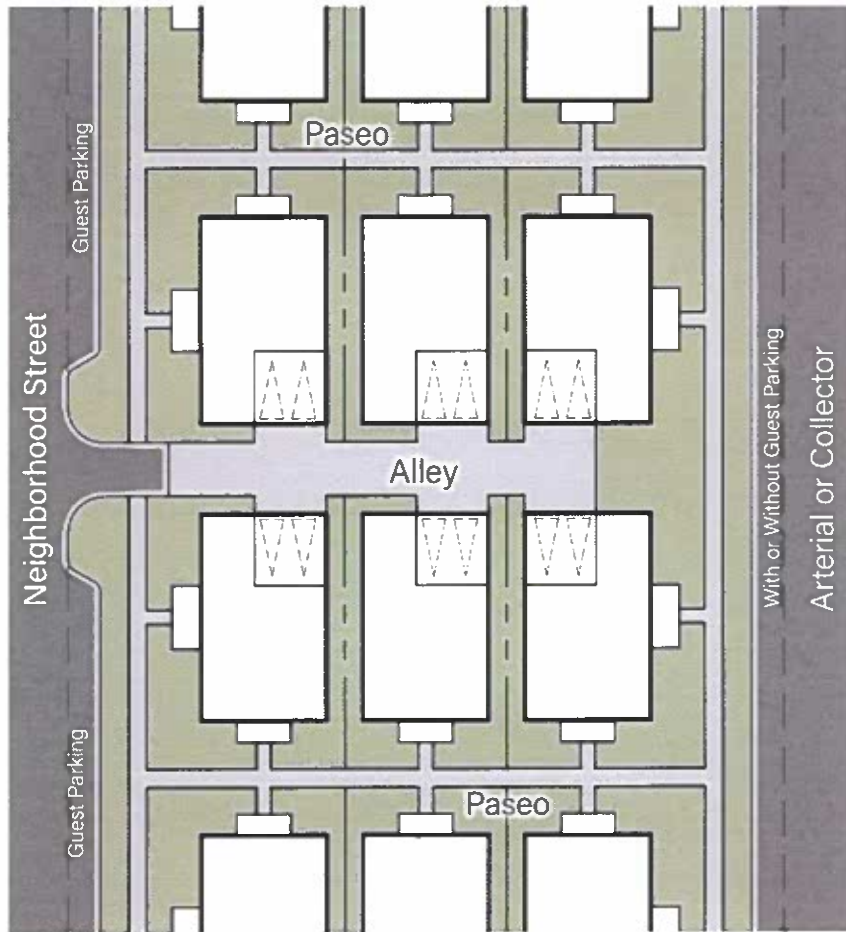 Paseo
Guest Parking
Neighborhood Street
Alley
With or Without Guest Parking
Arterial or Collector
Guest Parking
Paseo